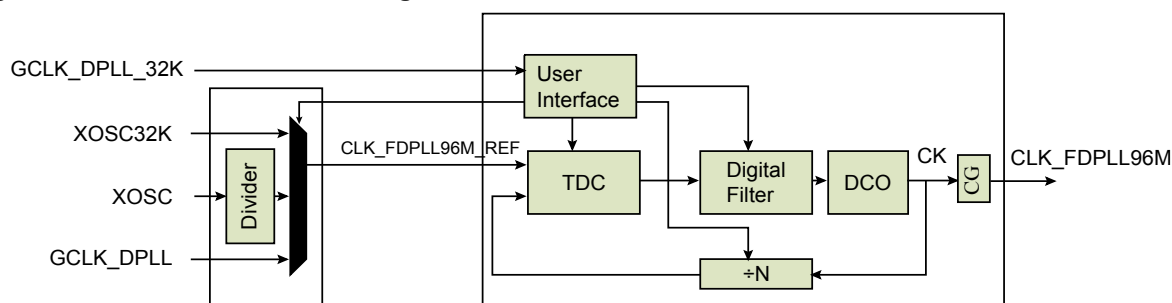 GCLK_DPLL_32K
User
Interface
XOSC32K
CLK_FDPLL96M_REF
CK
CLK_FDPLL96M
XOSC
Divider
TDC
Digital
Filter
DCO
CG
GCLK_DPLL
÷N